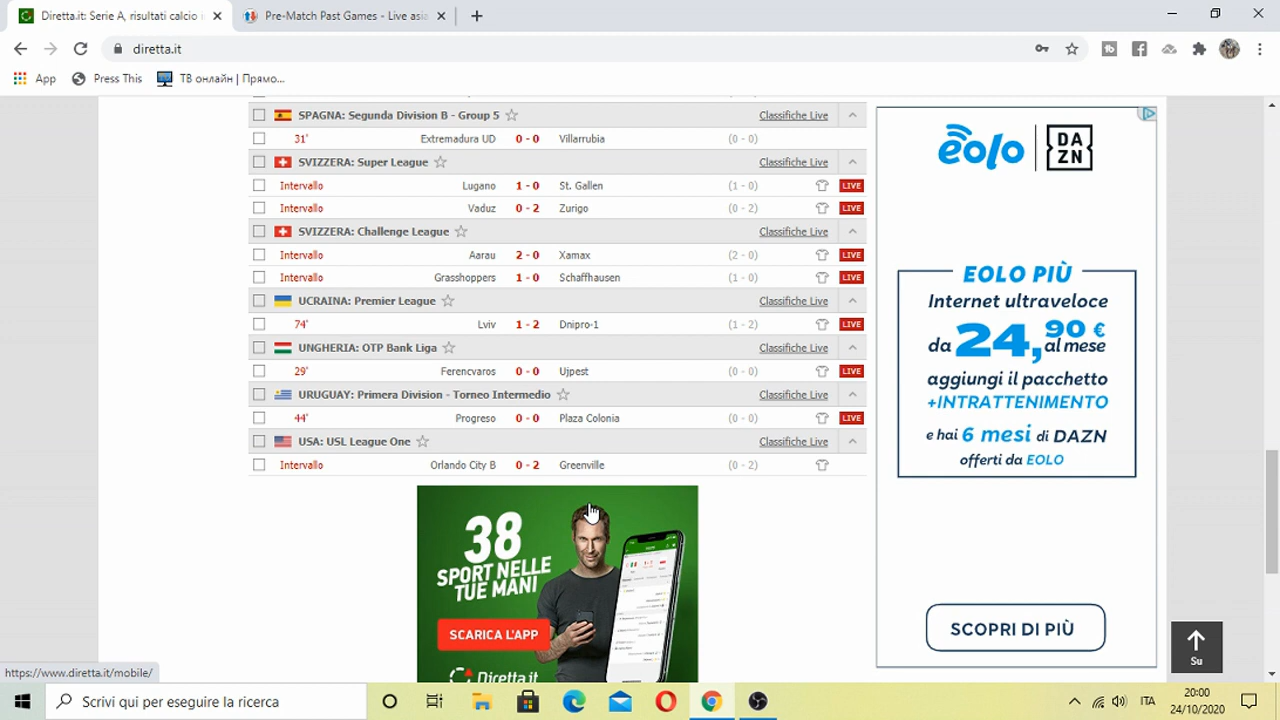 Diretta.it: Serie A, risultati calcio
Pre-Match Past Games - Live asia
diretta.it
App
Press This
ТВ онлайн | Прямо...
SPAGNA: Segunda Division B - Group 5 Classifiche Live
31' Extremadura UD 0 - 0 Villarrubia (0 - 0)
SVIZZERA: Super League Classifiche Live
Intervallo Lugano 1 - 0 St. Gallen (1 - 0) LIVE
Intervallo Vaduz 0 - 2 Zurigo (0 - 2) LIVE
SVIZZERA: Challenge League Classifiche Live
Intervallo Aarau 2 - 0 Xamax (2 - 0) LIVE
Intervallo Grasshoppers 1 - 0 Schaffhausen (1 - 0) LIVE
UCRAINA: Premier League Classifiche Live
74' Lviv 1 - 2 Dnipro-1 (1 - 2) LIVE
UNGHERIA: OTP Bank Liga Classifiche Live
29' Ferencvaros 0 - 0 Ujpest (0 - 0) LIVE
URUGUAY: Primera Division - Torneo Intermedio Classifiche Live
44' Progreso 0 - 0 Plaza Colonia (0 - 0) LIVE
USA: USL League One Classifiche Live
Intervallo Orlando City B 0 - 2 Greenville (0 - 2)
38
SPORT NELLE
TUE MANI
SCARICA L'APP
Diretta.it
eolo
DA
ZN
EOLO PIÙ
Internet ultraveloce
da 24,90 € al mese
aggiungi il pacchetto
+INTRATTENIMENTO
e hai 6 mesi di DAZN
offerti da EOLO
SCOPRI DI PIÙ
Su
https://www.diretta.it/mobile/
Scrivi qui per eseguire la ricerca
ITA
20:00
24/10/2020